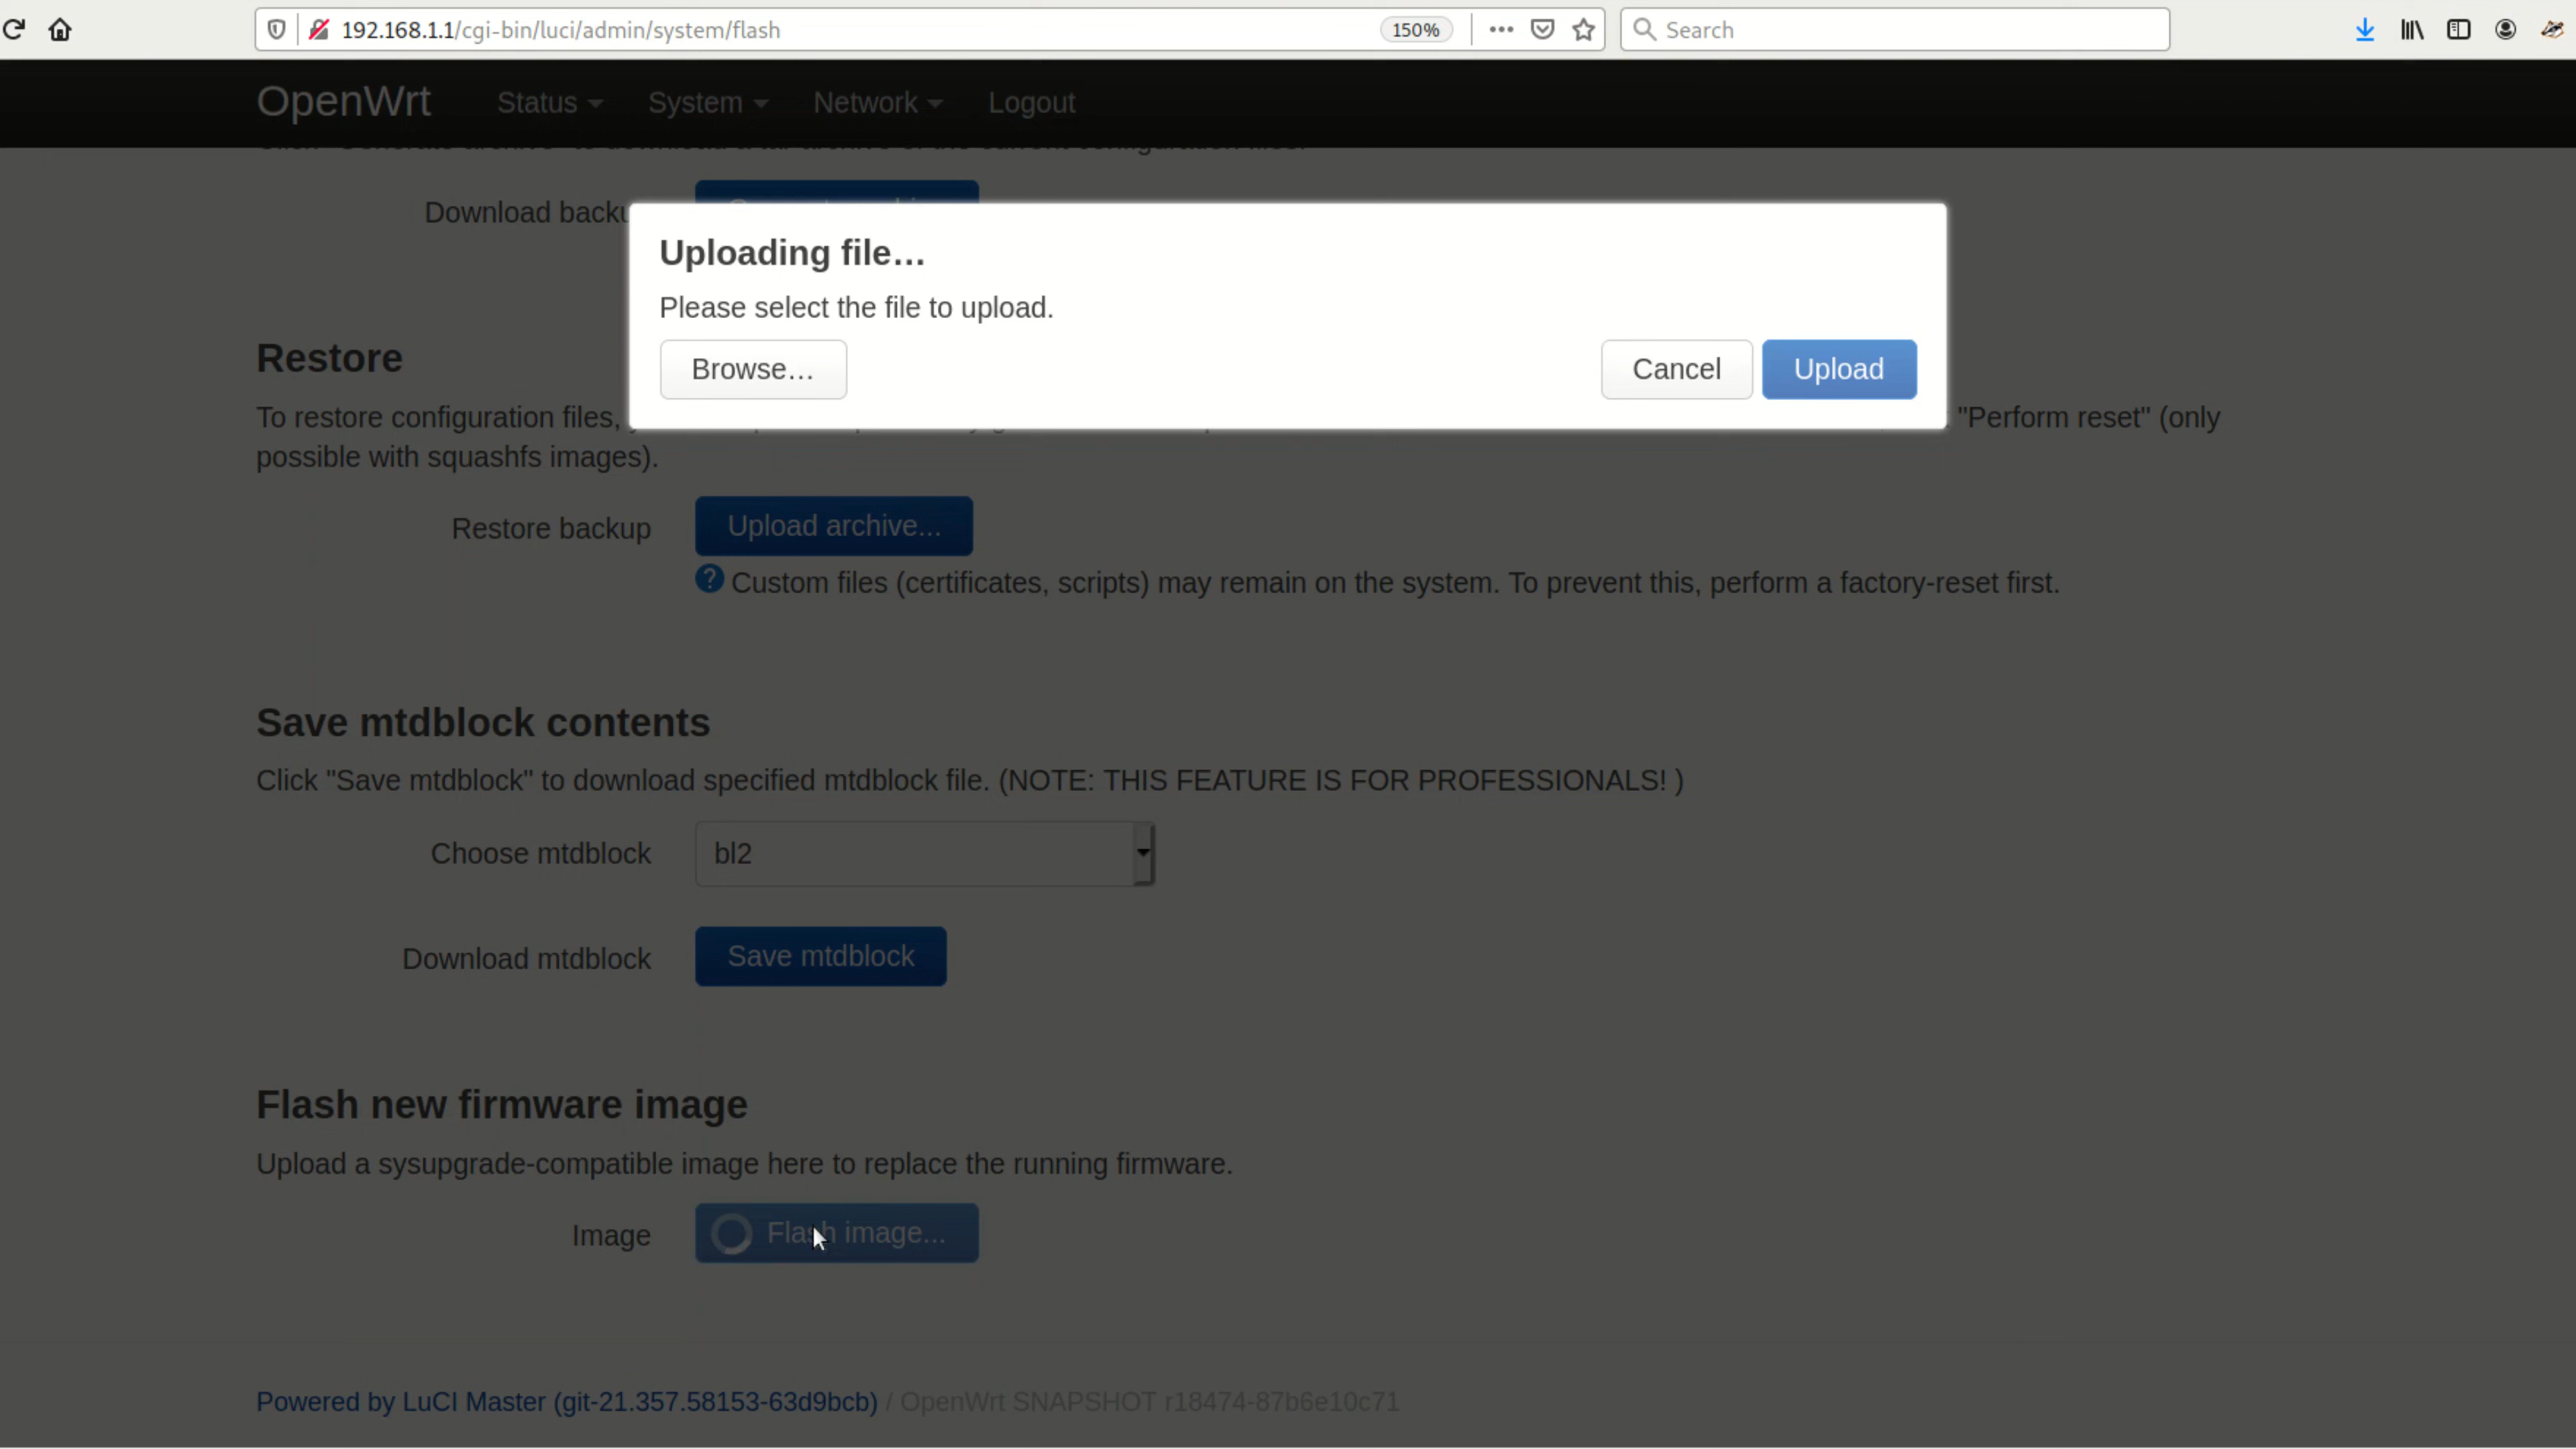 192.168.1.1/cgi-bin/luci/admin/system/flash
150%
Search
OpenWrt
Status
System
Network
Logout
Download
Uploading file…
Please select the file to upload.
Browse…
Cancel
Upload
Restore
To restore configuration files, "Perform reset" (only
possible with squashfs images).
Restore backup
Upload archive...
? Custom files (certificates, scripts) may remain on the system. To prevent this, perform a factory-reset first.
Save mtdblock contents
Click "Save mtdblock" to download specified mtdblock file. (NOTE: THIS FEATURE IS FOR PROFESSIONALS! )
Choose mtdblock
bl2
Download mtdblock
Save mtdblock
Flash new firmware image
Upload a sysupgrade-compatible image here to replace the running firmware.
Image
Flash image...
Powered by LuCI Master (git-21.357.58153-63d9bcb) / OpenWrt SNAPSHOT r18474-87b6e10c71